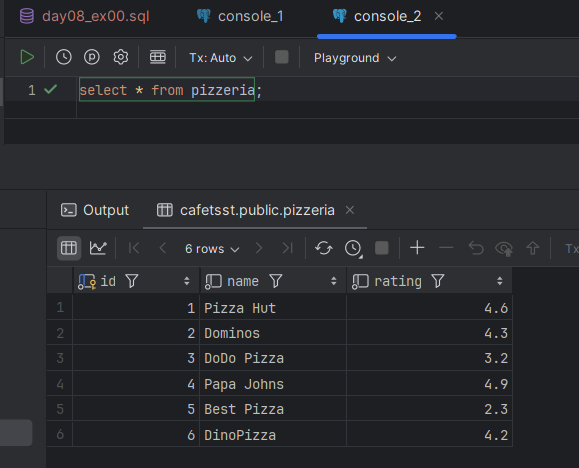 day08_ex00.sql console_1 console_2
Tx: Auto Playground
1 select * from pizzeria;
Output cafetsst.public.pizzeria
6 rows Tx
id name rating
1 1 Pizza Hut 4.6
2 2 Dominos 4.3
3 3 DoDo Pizza 3.2
4 4 Papa Johns 4.9
5 5 Best Pizza 2.3
6 6 DinoPizza 4.2